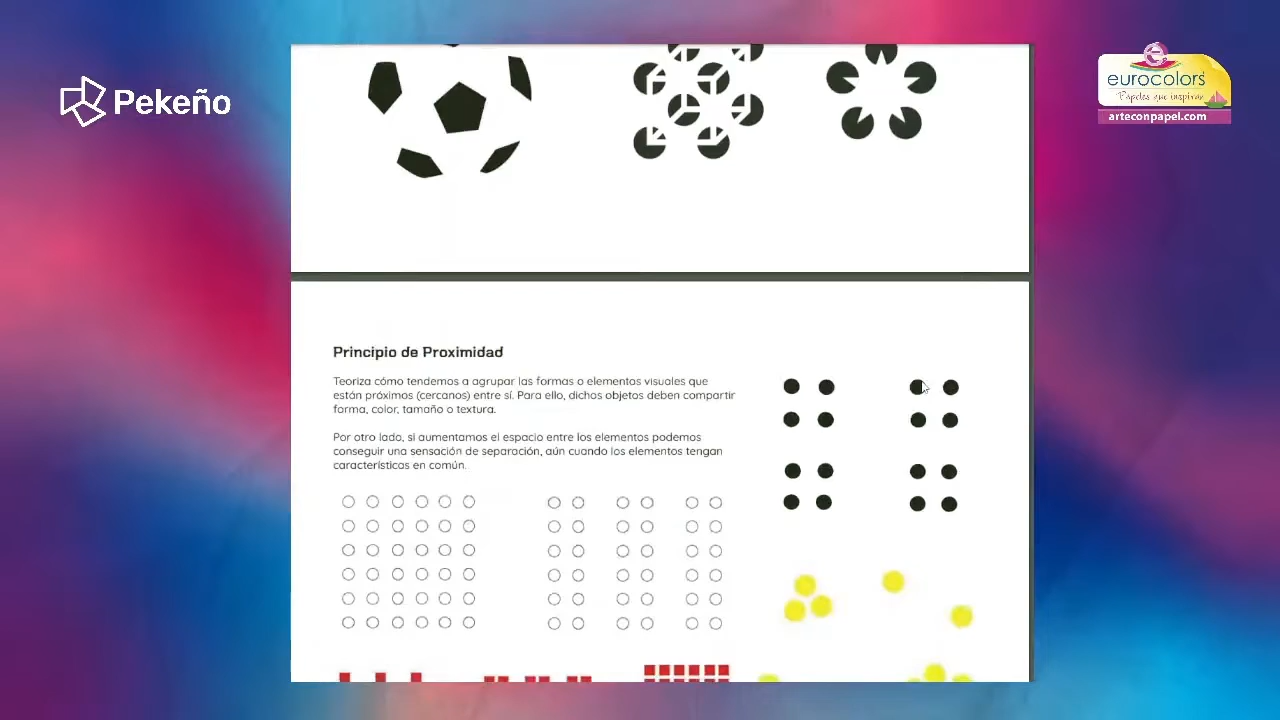 Pekeño
eurocolors
Papeles que inspiran
arteconpapel.com
Principio de Proximidad
Teoriza cómo tendemos a agrupar las formas o elementos visuales que
están próximos (cercanos) entre sí. Para ello, dichos objetos deben compartir
forma, color, tamaño o textura.
Por otro lado, si aumentamos el espacio entre los elementos podemos
conseguir una sensación de separación, aún cuando los elementos tengan
características en común.